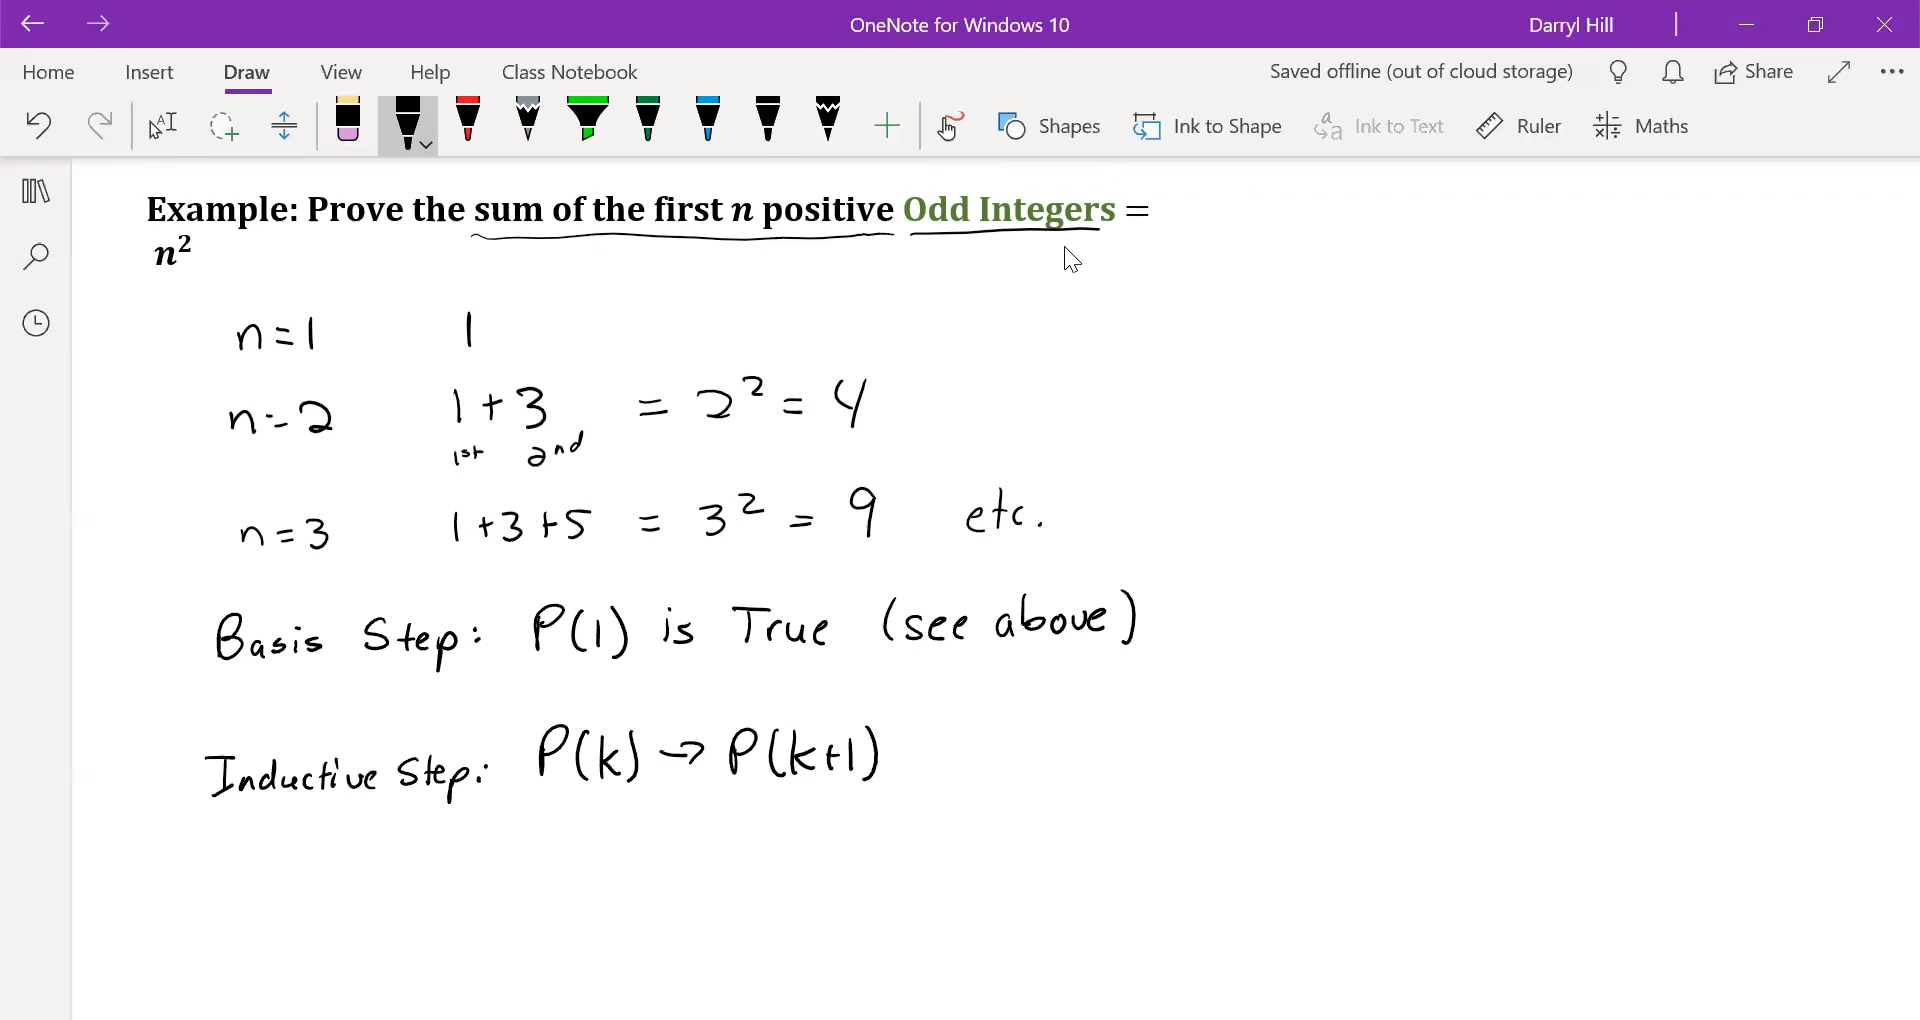 OneNote for Windows 10
Darryl Hill
Home Insert Draw View Help Class Notebook
Saved offline (out of cloud storage) Share
Shapes Ink to Shape Ink to Text Ruler Maths
Example: Prove the sum of the first n positive Odd Integers =
n²
n=1 1
n=2 1+3 = 2² = 4
1st 2nd
n=3 1+3+5 = 3² = 9 etc.
Basis Step: P(1) is True (see above)
Inductive Step: P(k) → P(k+1)